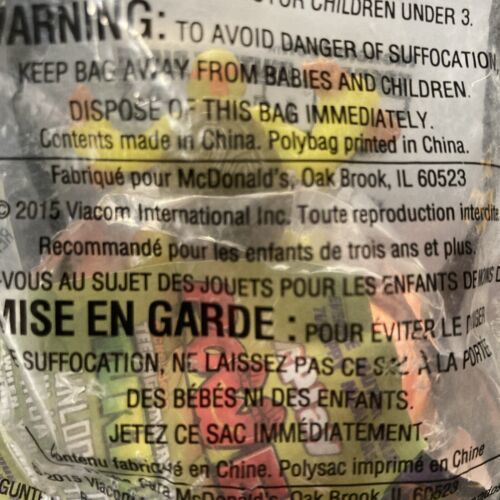 CHILDREN UNDER 3.
WARNING: TO AVOID DANGER OF SUFFOCATION,
KEEP BAG AWAY FROM BABIES AND CHILDREN.
DISPOSE OF THIS BAG IMMEDIATELY.
Contents made in China. Polybag printed in China.
Fabriqué pour McDonald's, Oak Brook, IL 60523
© 2015 Viacom International Inc. Toute reproduction interdite
Recommandé pour les enfants de trois ans et plus.
-VOUS AU SUJET DES JOUETS POUR LES ENFANTS DE MOINS D
MISE EN GARDE : POUR ÉVITER LE DANGER
SUFFOCATION, NE LAISSEZ PAS CE SAC À LA PORTÉE
DES BÉBÉS NI DES ENFANTS.
JETEZ CE SAC IMMÉDIATEMENT.
Contenu fabriqué en Chine. Polysac imprimé en Chine
para McDonald's, Oak Brook, IL 60523
© 2015 Viacom